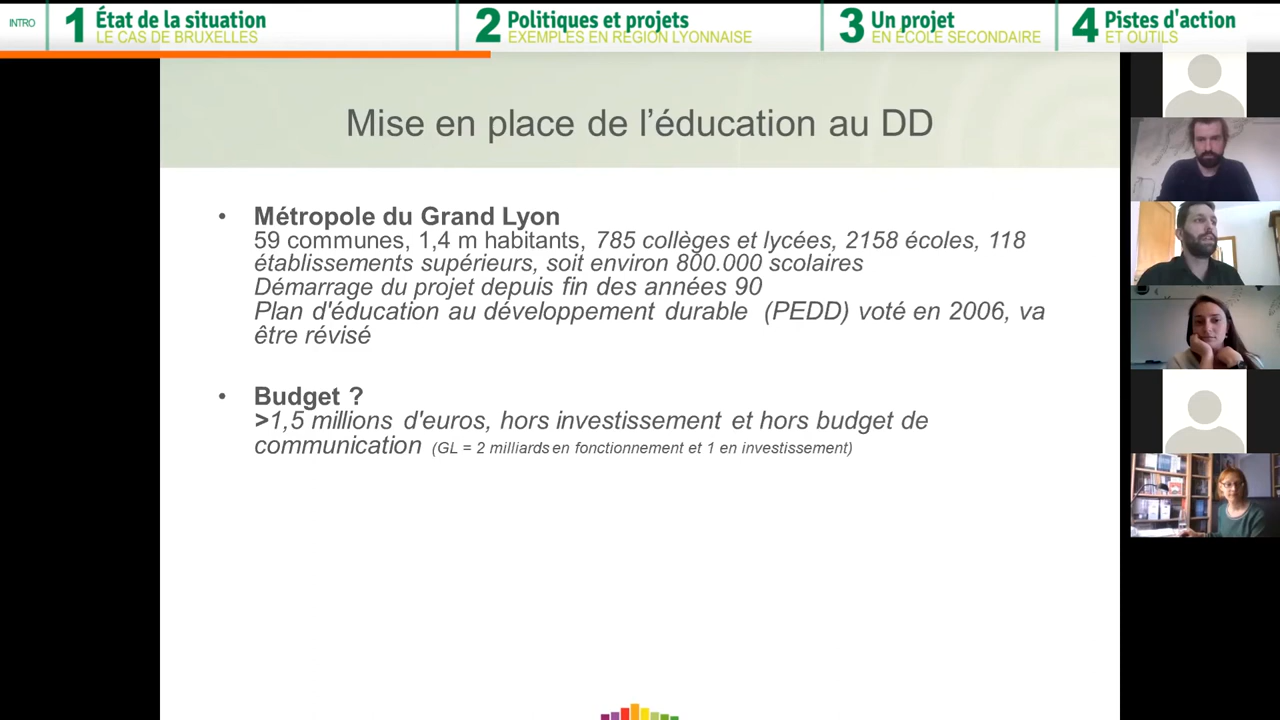 INTRO
1 État de la situation
LE CAS DE BRUXELLES
2 Politiques et projets
EXEMPLES EN RÉGION LYONNAISE
3 Un projet
EN ÉCOLE SECONDAIRE
4 Pistes d'action
ET OUTILS
Mise en place de l’éducation au DD
• Métropole du Grand Lyon
59 communes, 1,4 m habitants, 785 collèges et lycées, 2158 écoles, 118
établissements supérieurs, soit environ 800.000 scolaires
Démarrage du projet depuis fin des années 90
Plan d'éducation au développement durable (PEDD) voté en 2006, va
être révisé
• Budget ?
>1,5 millions d'euros, hors investissement et hors budget de
communication (GL = 2 milliards en fonctionnement et 1 en investissement)